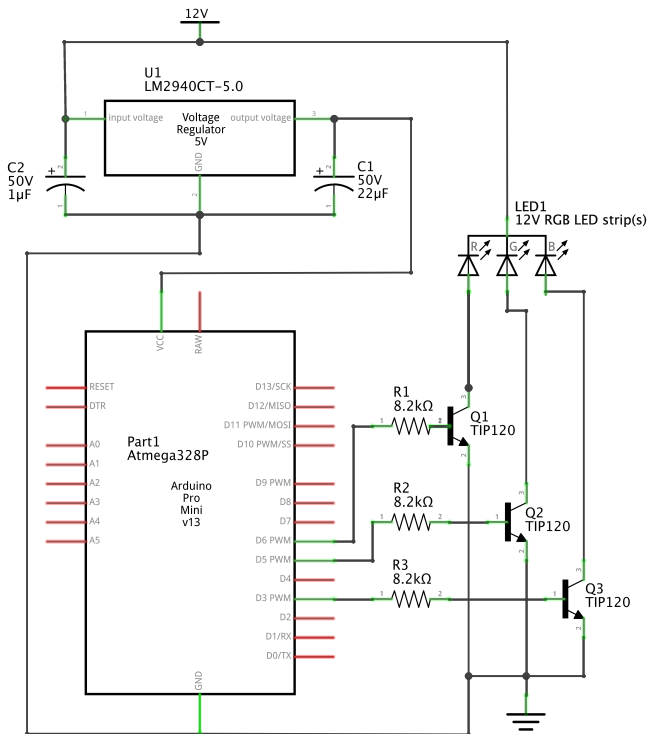 12V
U1
LM2940CT-5.0
1
input voltage
Voltage
Regulator
5V
output voltage
3
GND
2
C2
50V
1µF
+
2
1
C1
50V
22µF
+
2
1
LED1
12V RGB LED strip(s)
R
G
B
VCC
RAW
RESET
DTR
A0
A1
A2
A3
A4
A5
Part1
Atmega328P
Arduino
Pro
Mini
v13
D13/SCK
D12/MISO
D11 PWM/MOSI
D10 PWM/SS
D9 PWM
D8
D7
D6 PWM
D5 PWM
D4
D3 PWM
D2
D1/RX
D0/TX
GND
R1
8.2kΩ
1
3
Q1
TIP120
2
R2
8.2kΩ
1
2
1
3
Q2
TIP120
2
R3
8.2kΩ
1
2
1
3
Q3
TIP120
2